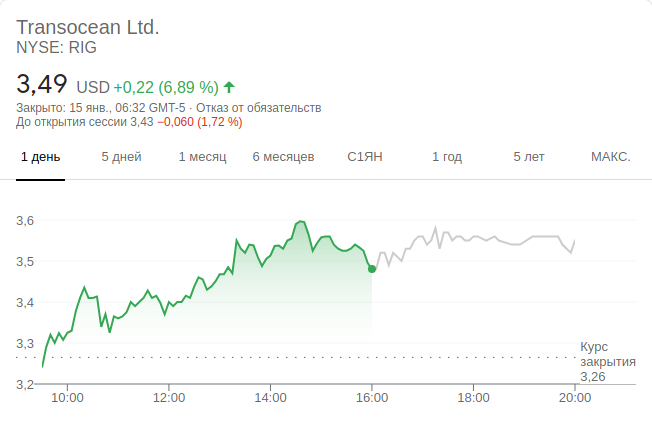 Transocean Ltd.
NYSE: RIG
3,49 USD +0,22 (6,89 %)
Закрыто: 15 янв., 06:32 GMT-5 · Отказ от обязательств
До открытия сессии 3,43 −0,060 (1,72 %)
1 день 5 дней 1 месяц 6 месяцев С1ЯН 1 год 5 лет МАКС.
3,6
3,5
3,4
3,3
Курс
закрытия
3,26
3,2
10:00 12:00 14:00 16:00 18:00 20:00